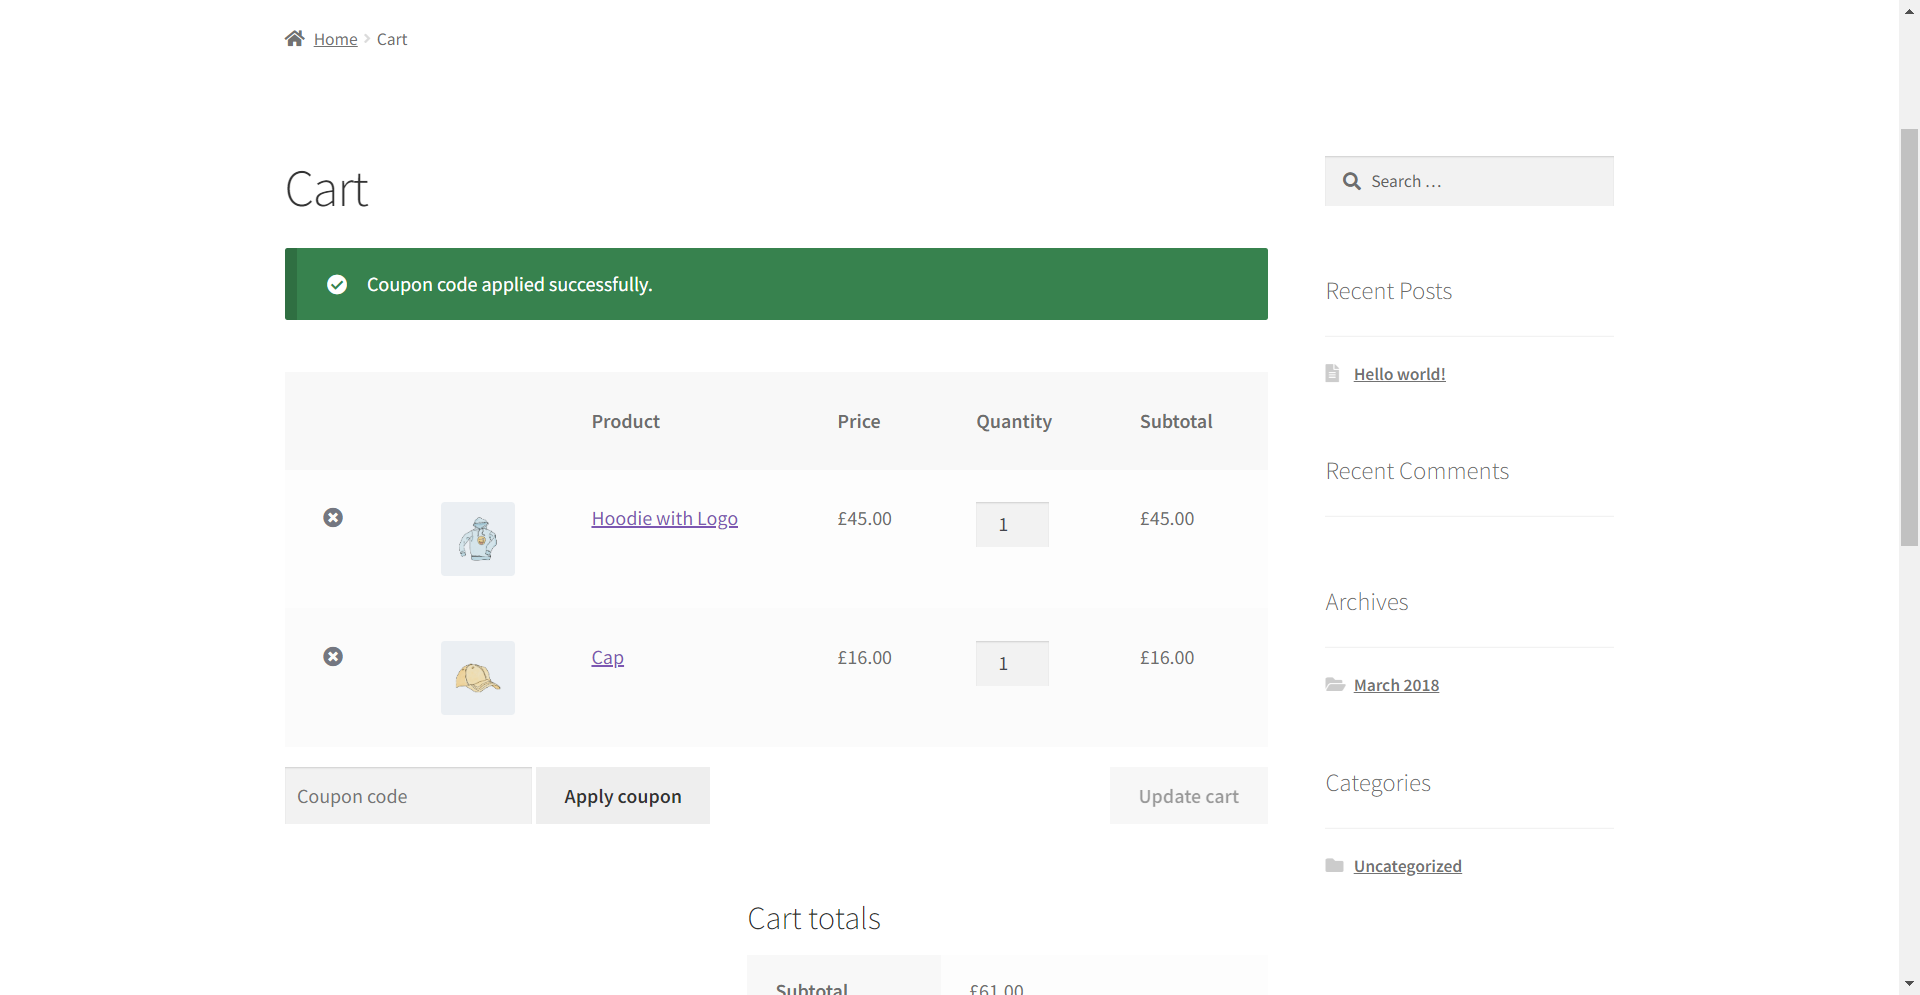 Home Cart
Cart
Search …
Coupon code applied successfully.
Product Price Quantity Subtotal
Hoodie with Logo £45.00 1 £45.00
Cap £16.00 1 £16.00
Coupon code Apply coupon Update cart
Cart totals
Subtotal £61.00
Recent Posts
Hello world!
Recent Comments
Archives
March 2018
Categories
Uncategorized